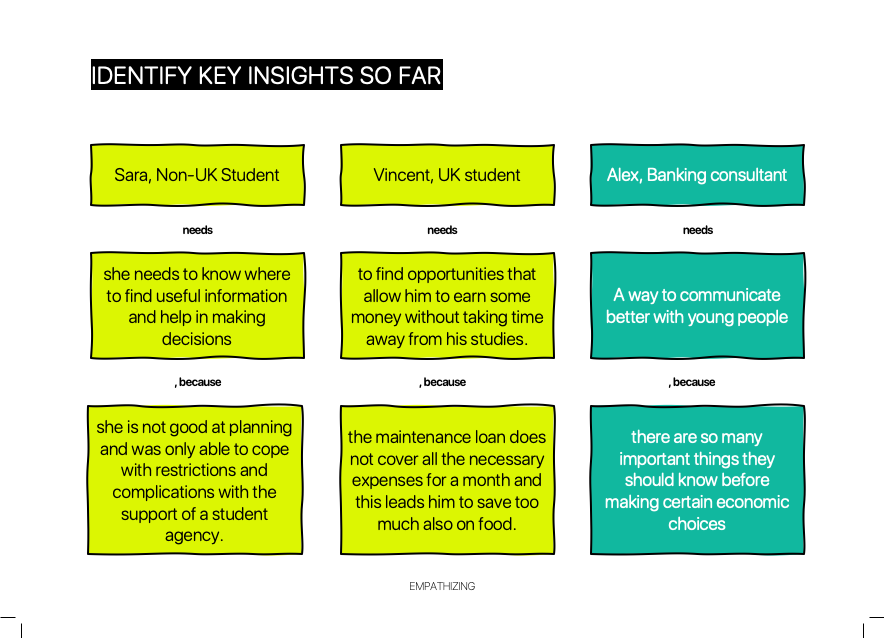 IDENTIFY KEY INSIGHTS SO FAR
Sara, Non-UK Student
needs
she needs to know where
to find useful information
and help in making
decisions
, because
she is not good at planning
and was only able to cope
with restrictions and
complications with the
support of a student
agency.
Vincent, UK student
needs
to find opportunities that
allow him to earn some
money without taking time
away from his studies.
, because
the maintenance loan does
not cover all the necessary
expenses for a month and
this leads him to save too
much also on food.
Alex, Banking consultant
needs
A way to communicate
better with young people
, because
there are so many
important things they
should know before
making certain economic
choices
EMPATHIZING